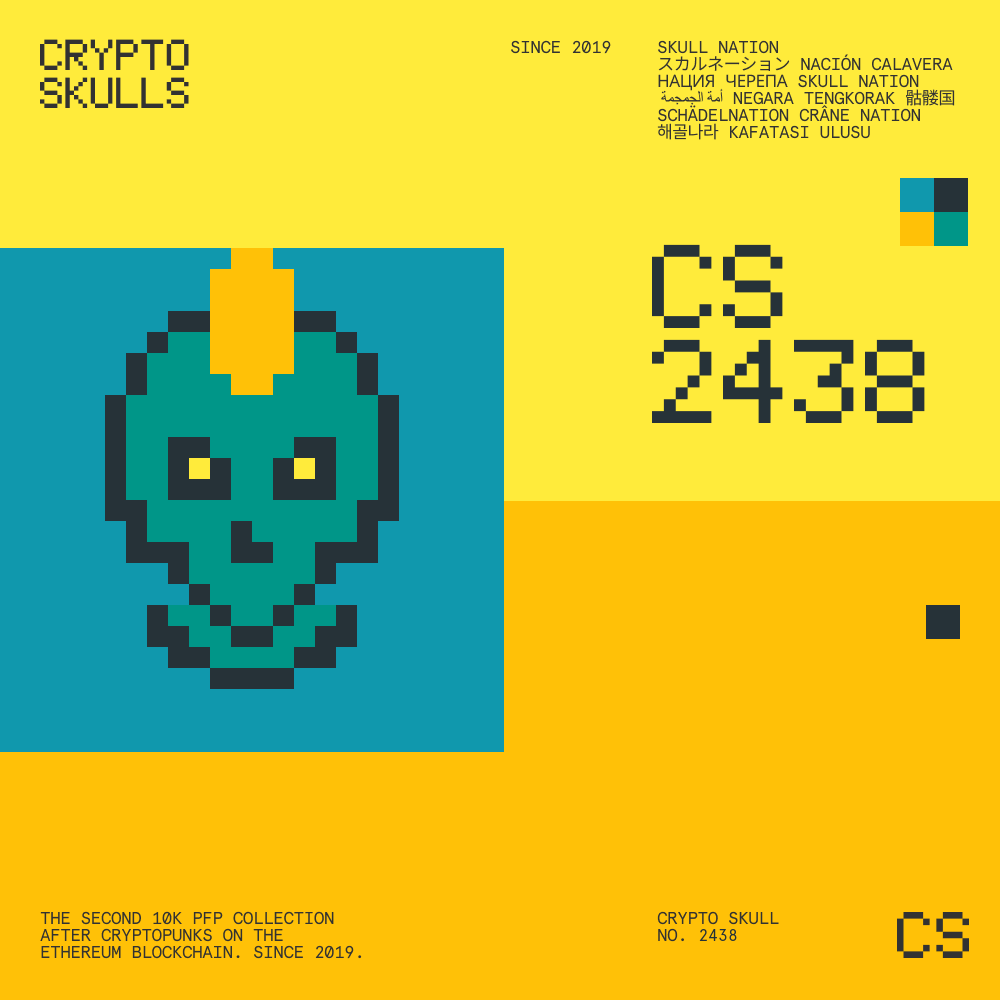 CRYPTO
SKULLS
SINCE 2019
SKULL NATION
スカルネーション NACIÓN CALAVERA
НАЦИЯ ЧЕРЕПА SKULL NATION
أمة الجمجمة NEGARA TENGKORAK 骷髅国
SCHÄDELNATION CRÂNE NATION
해골나라 KAFATASI ULUSU
CS
2438
THE SECOND 10K PFP COLLECTION
AFTER CRYPTOPUNKS ON THE
ETHEREUM BLOCKCHAIN. SINCE 2019.
CRYPTO SKULL
NO. 2438
CS